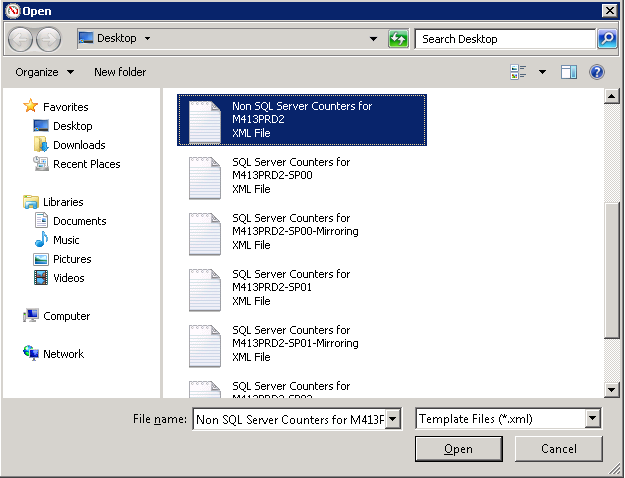 Open
Desktop
Search Desktop
Organize
New folder
Favorites
Desktop
Downloads
Recent Places
Libraries
Documents
Music
Pictures
Videos
Computer
Network
Non SQL Server Counters for
M413PRD2
XML File
SQL Server Counters for
M413PRD2-SP00
XML File
SQL Server Counters for
M413PRD2-SP00-Mirroring
XML File
SQL Server Counters for
M413PRD2-SP01
XML File
SQL Server Counters for
M413PRD2-SP01-Mirroring
XML File
SQL Server Counters for
File name: Non SQL Server Counters for M413P
Template Files (*.xml)
Open
Cancel